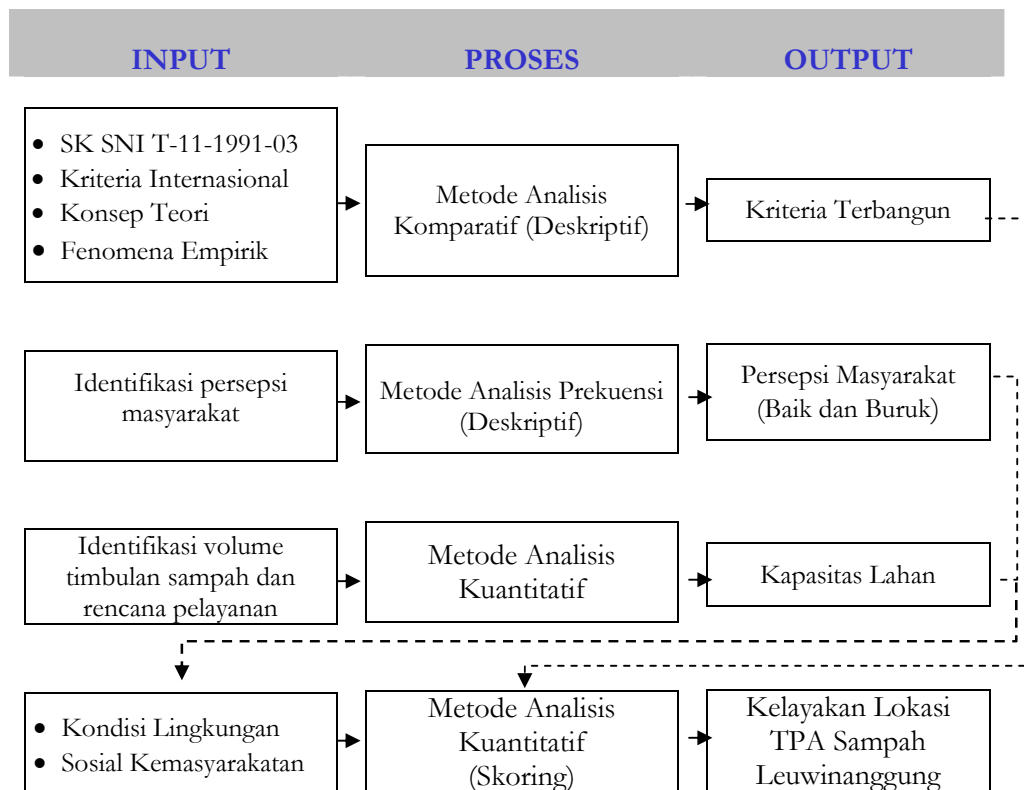 INPUT PROSES OUTPUT
• SK SNI T-11-1991-03
• Kriteria Internasional
• Konsep Teori
• Fenomena Empirik
Metode Analisis
Komparatif (Deskriptif)
Kriteria Terbangun
Identifikasi persepsi
masyarakat
Metode Analisis Prekuensi
(Deskriptif)
Persepsi Masyarakat
(Baik dan Buruk)
Identifikasi volume
timbulan sampah dan
rencana pelayanan
Metode Analisis
Kuantitatif
Kapasitas Lahan
• Kondisi Lingkungan
• Sosial Kemasyarakatan
Metode Analisis
Kuantitatif
(Skoring)
Kelayakan Lokasi
TPA Sampah
Leuwinanggung